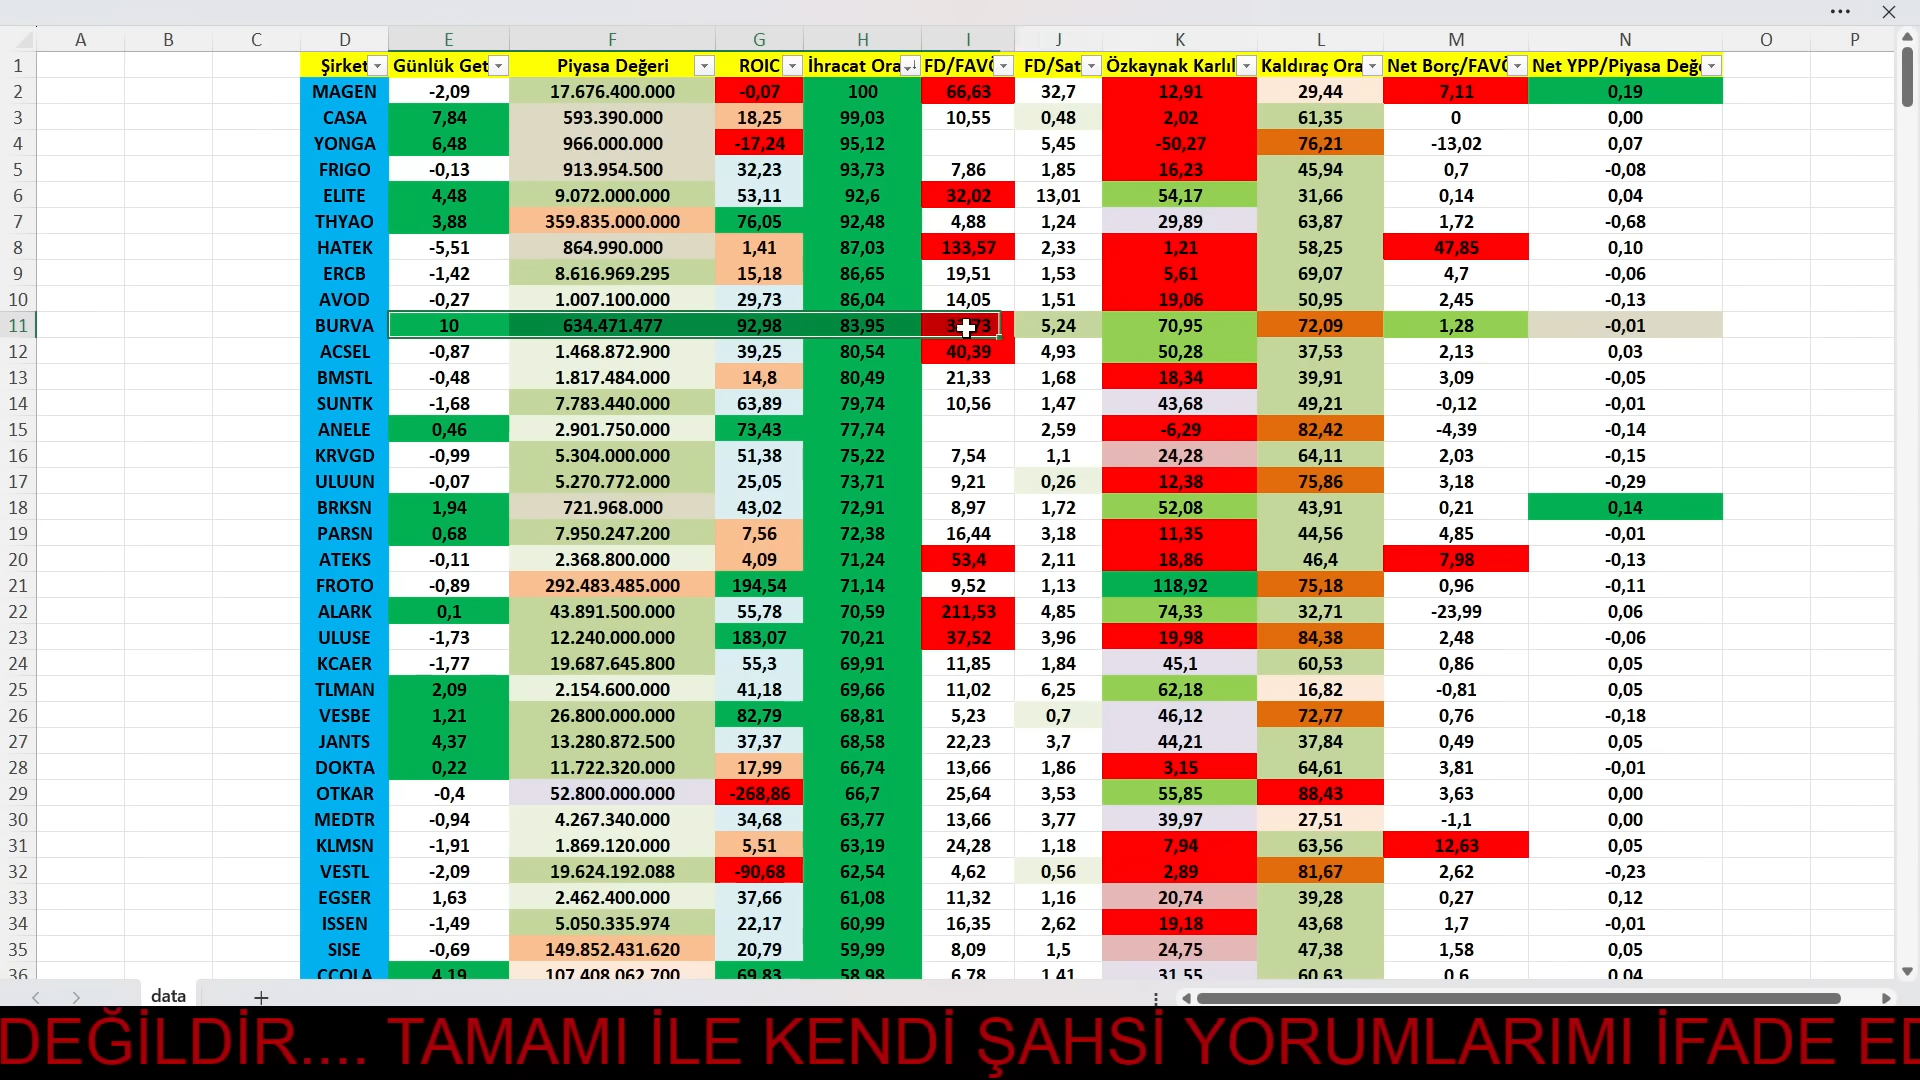 A B C D E F G H I J K L M N O P
1 Şirket Günlük Get Piyasa Değeri ROIC İhracat Ora FD/FAVÖ FD/Sat Özkaynak Karlıl Kaldıraç Ora Net Borç/FAVÖ Net YPP/Piyasa Değe
2 MAGEN -2,09 17.676.400.000 -0,07 100 66,63 32,7 12,91 29,44 7,11 0,19
3 CASA 7,84 593.390.000 18,25 99,03 10,55 0,48 2,02 61,35 0 0,00
4 YONGA 6,48 966.000.000 -17,24 95,12 5,45 -50,27 76,21 -13,02 0,07
5 FRIGO -0,13 913.954.500 32,23 93,73 7,86 1,85 16,23 45,94 0,7 -0,08
6 ELITE 4,48 9.072.000.000 53,11 92,6 32,02 13,01 54,17 31,66 0,14 0,04
7 THYAO 3,88 359.835.000.000 76,05 92,48 4,88 1,24 29,89 63,87 1,72 -0,68
8 HATEK -5,51 864.990.000 1,41 87,03 133,57 2,33 1,21 58,25 47,85 0,10
9 ERCB -1,42 8.616.969.295 15,18 86,65 19,51 1,53 5,61 69,07 4,7 -0,06
10 AVOD -0,27 1.007.100.000 29,73 86,04 14,05 1,51 19,06 50,95 2,45 -0,13
11 BURVA 10 634.471.477 92,98 83,95 5,24 70,95 72,09 1,28 -0,01
12 ACSEL -0,87 1.468.872.900 39,25 80,54 40,39 4,93 50,28 37,53 2,13 0,03
13 BMSTL -0,48 1.817.484.000 14,8 80,49 21,33 1,68 18,34 39,91 3,09 -0,05
14 SUNTK -1,68 7.783.440.000 63,89 79,74 10,56 1,47 43,68 49,21 -0,12 -0,01
15 ANELE 0,46 2.901.750.000 73,43 77,74 2,59 -6,29 82,42 -4,39 -0,14
16 KRVGD -0,99 5.304.000.000 51,38 75,22 7,54 1,1 24,28 64,11 2,03 -0,15
17 ULUUN -0,07 5.270.772.000 25,05 73,71 9,21 0,26 12,38 75,86 3,18 -0,29
18 BRKSN 1,94 721.968.000 43,02 72,91 8,97 1,72 52,08 43,91 0,21 0,14
19 PARSN 0,68 7.950.247.200 7,56 72,38 16,44 3,18 11,35 44,56 4,85 -0,01
20 ATEKS -0,11 2.368.800.000 4,09 71,24 53,4 2,11 18,86 46,4 7,98 -0,13
21 FROTO -0,89 292.483.485.000 194,54 71,14 9,52 1,13 118,92 75,18 0,96 -0,11
22 ALARK 0,1 43.891.500.000 55,78 70,59 211,53 4,85 74,33 32,71 -23,99 0,06
23 ULUSE -1,73 12.240.000.000 183,07 70,21 37,52 3,96 19,98 84,38 2,48 -0,06
24 KCAER -1,77 19.687.645.800 55,3 69,91 11,85 1,84 45,1 60,53 0,86 0,05
25 TLMAN 2,09 2.154.600.000 41,18 69,66 11,02 6,25 62,18 16,82 -0,81 0,05
26 VESBE 1,21 26.800.000.000 82,79 68,81 5,23 0,7 46,12 72,77 0,76 -0,18
27 JANTS 4,37 13.280.872.500 37,37 68,58 22,23 3,7 44,21 37,84 0,49 0,05
28 DOKTA 0,22 11.722.320.000 17,99 66,74 13,66 1,86 3,15 64,61 3,81 -0,01
29 OTKAR -0,4 52.800.000.000 -268,86 66,7 25,64 3,53 55,85 88,43 3,63 0,00
30 MEDTR -0,94 4.267.340.000 34,68 63,77 13,66 3,77 39,97 27,51 -1,1 0,00
31 KLMSN -1,91 1.869.120.000 5,51 63,19 24,28 1,18 7,94 63,56 12,63 0,05
32 VESTL -2,09 19.624.192.088 -90,68 62,54 4,62 0,56 2,89 81,67 2,62 -0,23
33 EGSER 1,63 2.462.400.000 37,66 61,08 11,32 1,16 20,74 39,28 0,27 0,12
34 ISSEN -1,49 5.050.335.974 22,17 60,99 16,35 2,62 19,18 43,68 1,7 -0,01
35 SISE -0,69 149.852.431.620 20,79 59,99 8,09 1,5 24,75 47,38 1,58 0,05
36 CCOLA 4,19 107.408.062.700 69,83 58,98 6,78 1,41 31,55 60,63 0,6 0,04
data
DEĞİLDİR.... TAMAMI İLE KENDİ ŞAHSİ YORUMLARIMI İFADE ED